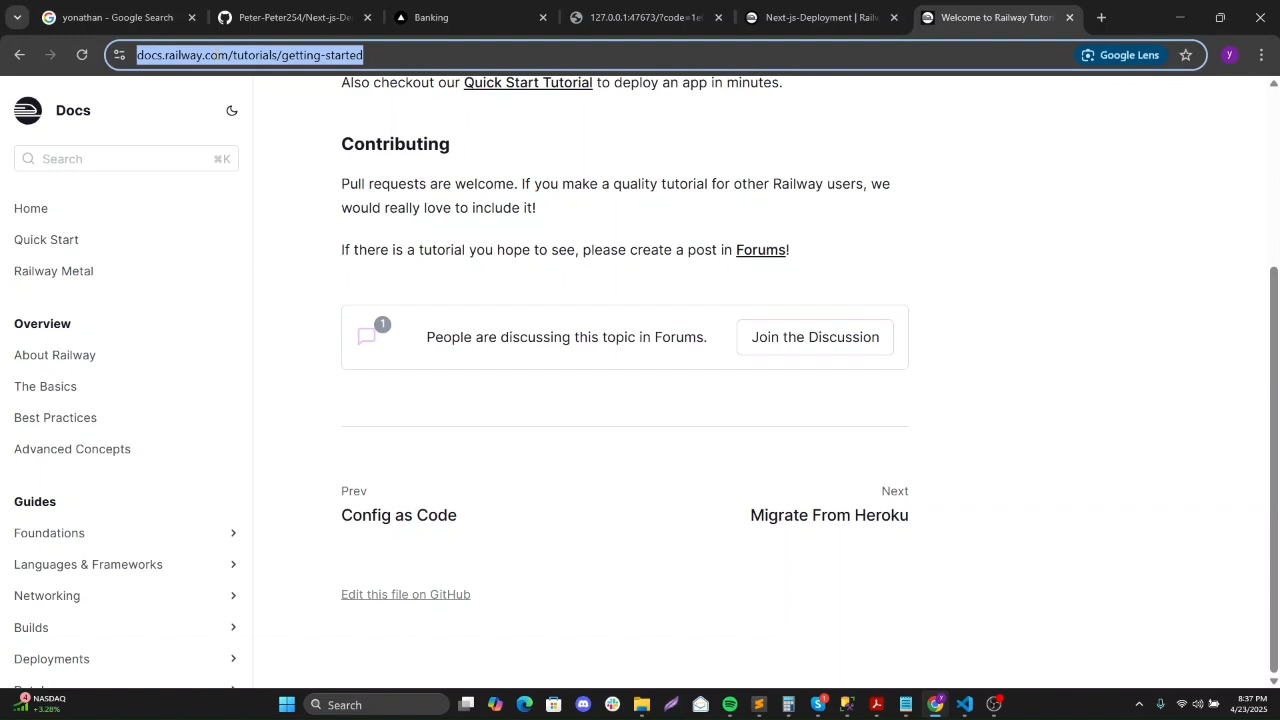 yonathan - Google Search
Peter-Peter254/Next-js-De
Banking
127.0.0.1:47673/?code=1e
Next-js-Deployment | Railw
Welcome to Railway Tutori
docs.railway.com/tutorials/getting-started
Google Lens
y
Docs
Search
⌘K
Home
Quick Start
Railway Metal
Overview
About Railway
The Basics
Best Practices
Advanced Concepts
Guides
Foundations
Languages & Frameworks
Networking
Builds
Deployments
Also checkout our Quick Start Tutorial to deploy an app in minutes.
Contributing
Pull requests are welcome. If you make a quality tutorial for other Railway users, we
would really love to include it!
If there is a tutorial you hope to see, please create a post in Forums!
1
People are discussing this topic in Forums.
Join the Discussion
Prev
Config as Code
Next
Migrate From Heroku
Edit this file on GitHub
4
NASDAQ
+3.28%
Search
1
8:37 PM
4/23/2025